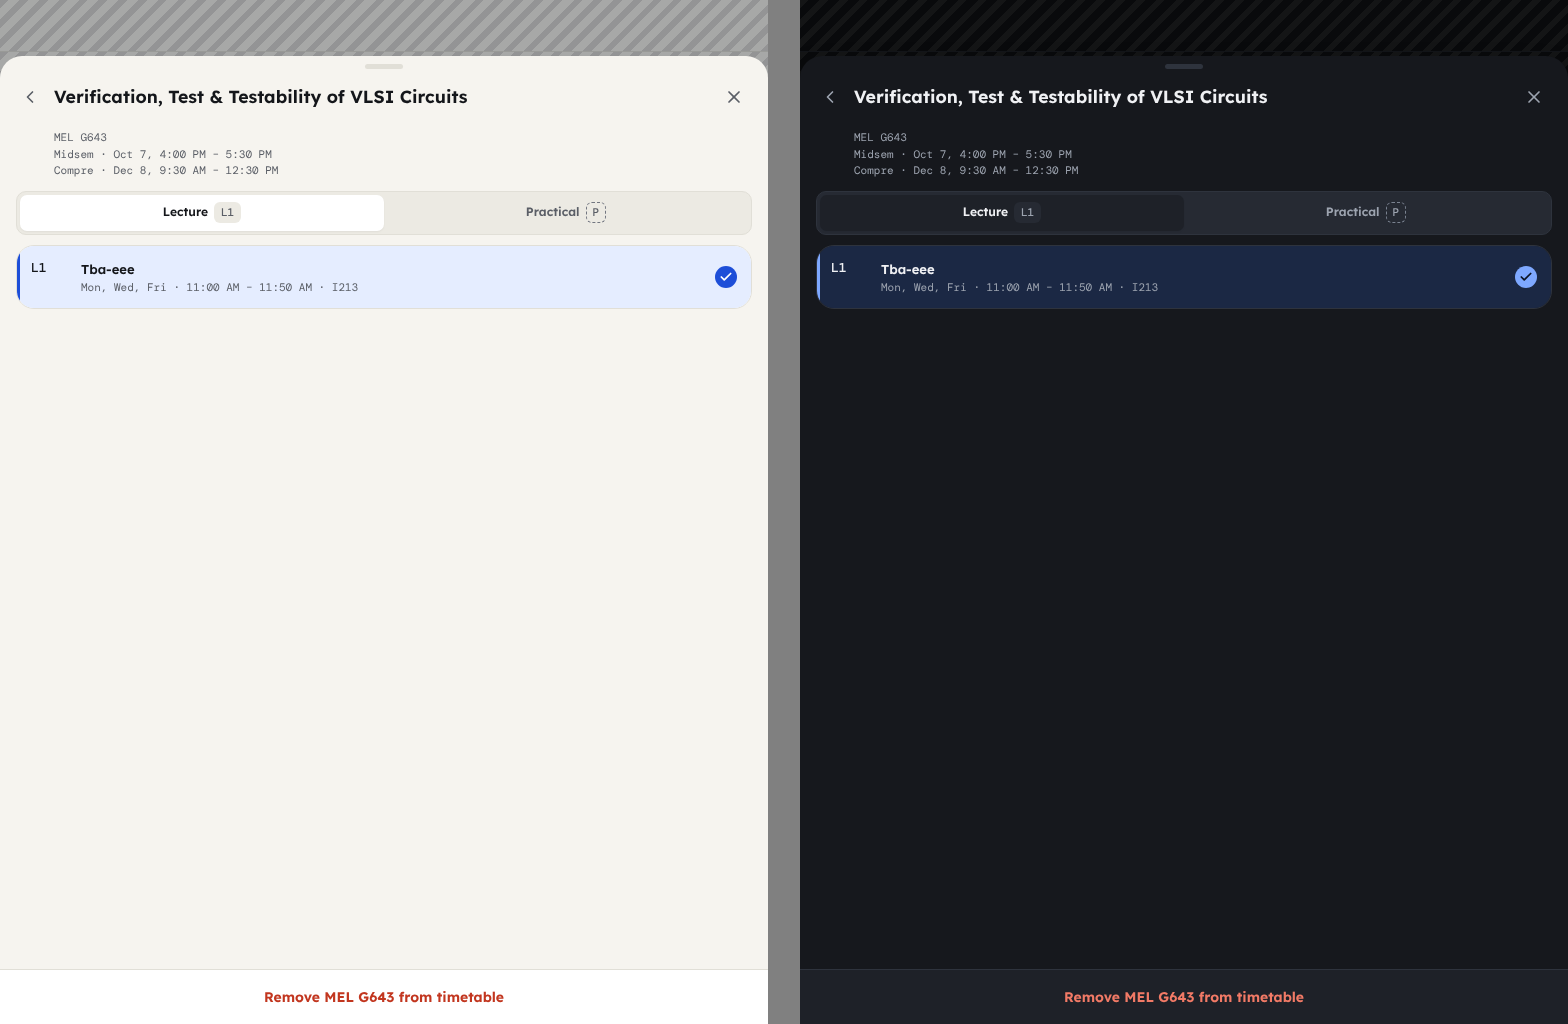 Verification, Test & Testability of VLSI Circuits
MEL G643
Midsem · Oct 7, 4:00 PM – 5:30 PM
Compre · Dec 8, 9:30 AM – 12:30 PM
Lecture L1 Practical P
L1 Tba-eee
Mon, Wed, Fri · 11:00 AM – 11:50 AM · I213
Remove MEL G643 from timetable
Verification, Test & Testability of VLSI Circuits
MEL G643
Midsem · Oct 7, 4:00 PM – 5:30 PM
Compre · Dec 8, 9:30 AM – 12:30 PM
Lecture L1 Practical P
L1 Tba-eee
Mon, Wed, Fri · 11:00 AM – 11:50 AM · I213
Remove MEL G643 from timetable